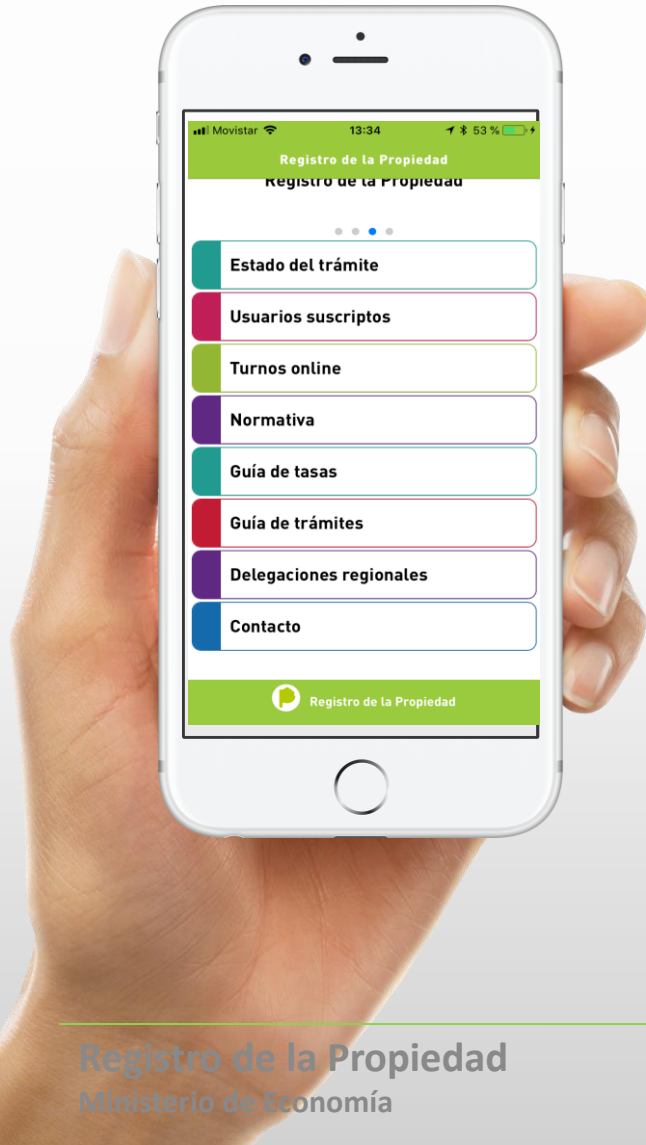 Movistar 13:34 53 %
Registro de la Propiedad
Registro de la Propiedad
Estado del trámite
Usuarios suscriptos
Turnos online
Normativa
Guía de tasas
Guía de trámites
Delegaciones regionales
Contacto
Registro de la Propiedad
Registro de la Propiedad
Ministerio de Economía